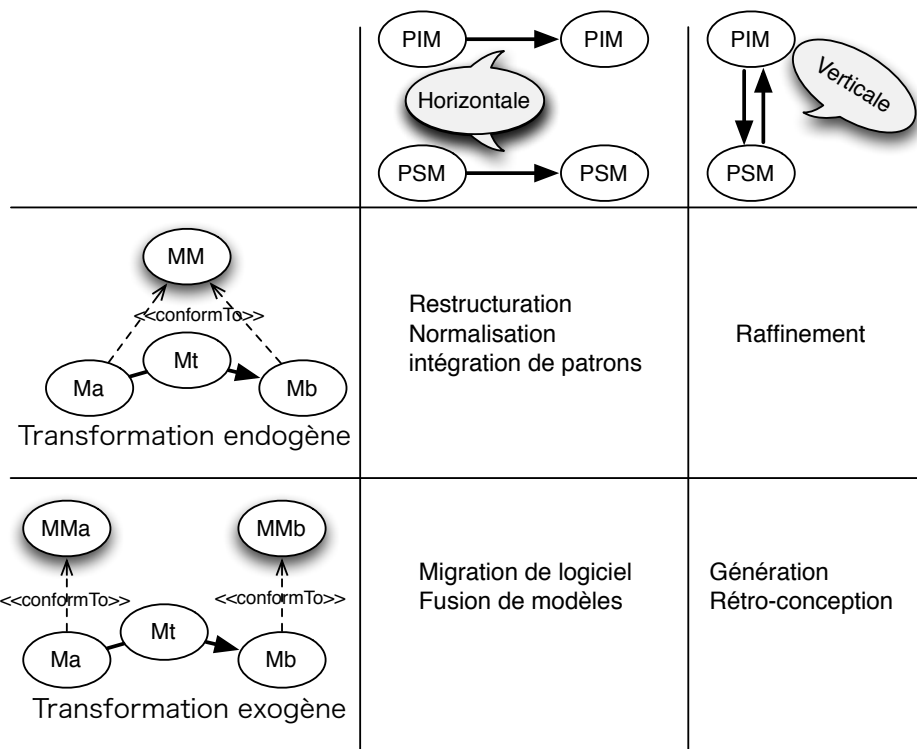 PIM
PIM
Horizontale
PSM
PSM
PIM
Verticale
PSM
MM
<<conformTo>>
Mt
Ma
Mb
Transformation endogène
Restructuration
Normalisation
intégration de patrons
Raffinement
MMa
MMb
<<conformTo>>
<<conformTo>>
Mt
Ma
Mb
Transformation exogène
Migration de logiciel
Fusion de modèles
Génération
Rétro-conception